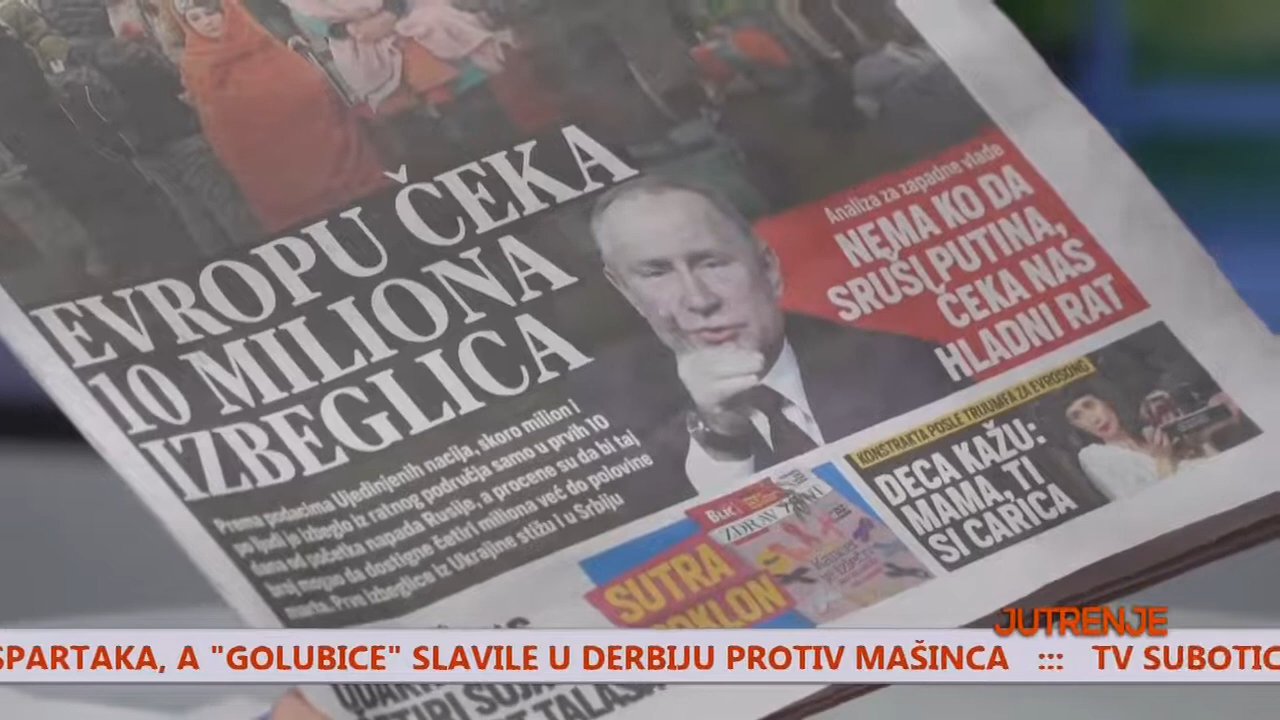 EVROPU ČEKA
10 MILIONA
IZBEGLICA
Prema podacima Ujedinjenih nacija, skoro milion i
po ljudi je izbeglo iz ratnog područja samo u prvih 10
dana od početka napada Rusije, a procene su da bi taj
broj mogao da dostigne četiri miliona već do polovine
marta. Prve izbeglice iz Ukrajine stižu i u Srbiju
Analiza za zapadne vlade
NEMA KO DA
SRUŠI PUTINA,
ČEKA NAS
HLADNI RAT
KONSTRAKTA POSLE TRIJUMFA ZA EVROSONG
DECA KAŽU:
MAMA, TI
SI CARICA
Blic
ZDRAV ŽIVOT
SUTRA
POKLON
JUTRENJE
SPARTAKA, A "GOLUBICE" SLAVILE U DERBIJU PROTIV MAŠINCA ::: TV SUBOTIC
TALASA